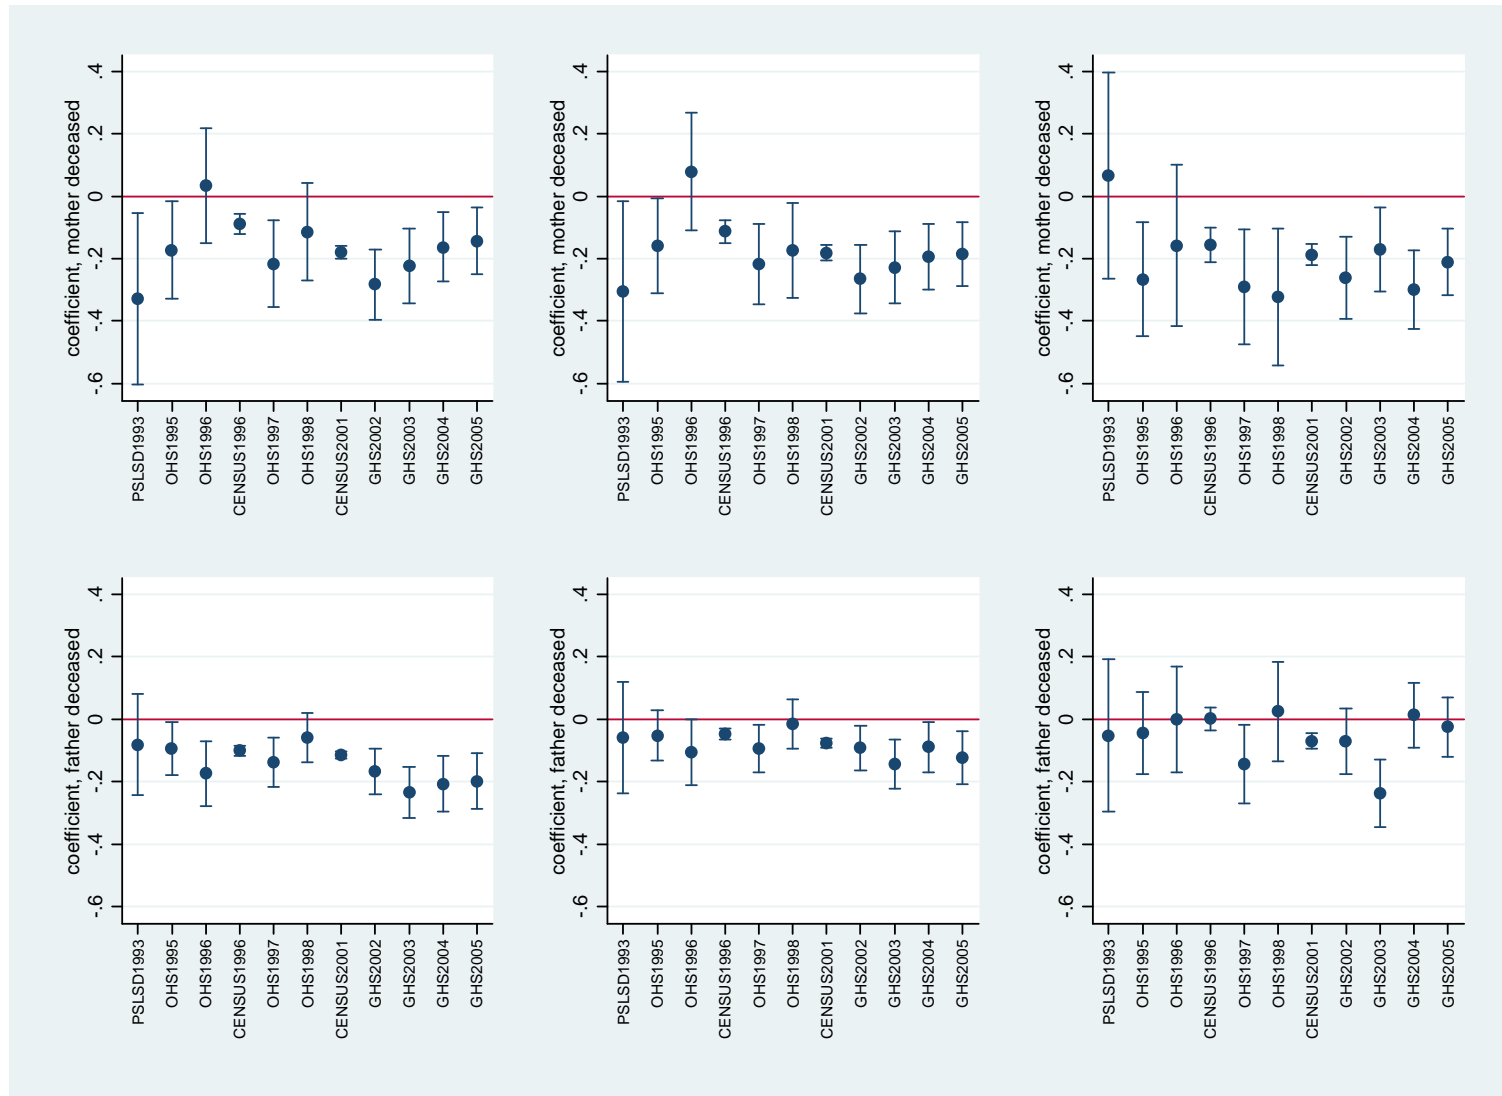 coefficient, mother deceased
.4
.2
0
-.2
-.4
-.6
PSLSD1993
OHS1995
OHS1996
CENSUS1996
OHS1997
OHS1998
CENSUS2001
GHS2002
GHS2003
GHS2004
GHS2005
coefficient, mother deceased
.4
.2
0
-.2
-.4
-.6
PSLSD1993
OHS1995
OHS1996
CENSUS1996
OHS1997
OHS1998
CENSUS2001
GHS2002
GHS2003
GHS2004
GHS2005
coefficient, mother deceased
.4
.2
0
-.2
-.4
-.6
PSLSD1993
OHS1995
OHS1996
CENSUS1996
OHS1997
OHS1998
CENSUS2001
GHS2002
GHS2003
GHS2004
GHS2005
coefficient, father deceased
.4
.2
0
-.2
-.4
-.6
PSLSD1993
OHS1995
OHS1996
CENSUS1996
OHS1997
OHS1998
CENSUS2001
GHS2002
GHS2003
GHS2004
GHS2005
coefficient, father deceased
.4
.2
0
-.2
-.4
-.6
PSLSD1993
OHS1995
OHS1996
CENSUS1996
OHS1997
OHS1998
CENSUS2001
GHS2002
GHS2003
GHS2004
GHS2005
coefficient, father deceased
.4
.2
0
-.2
-.4
-.6
PSLSD1993
OHS1995
OHS1996
CENSUS1996
OHS1997
OHS1998
CENSUS2001
GHS2002
GHS2003
GHS2004
GHS2005